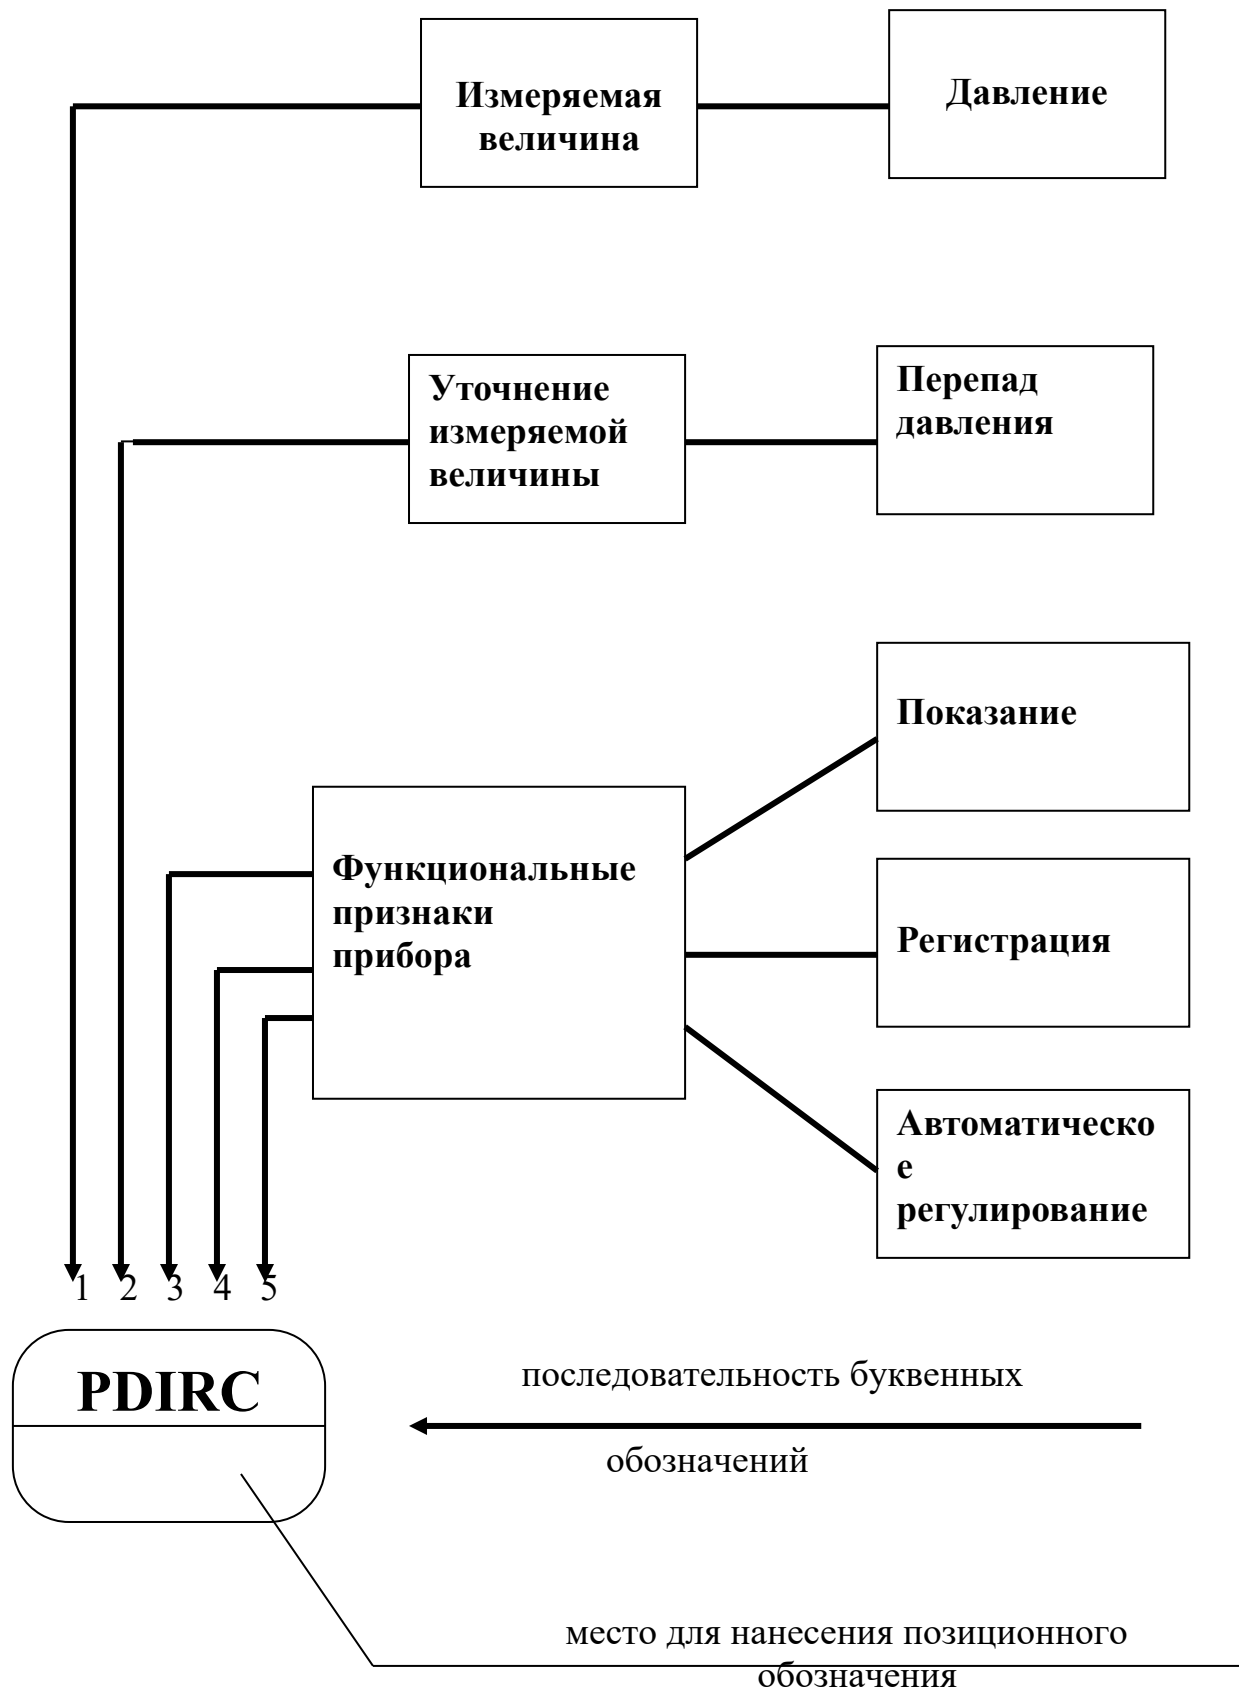 Измеряемая
величина
Давление
Уточнение
измеряемой
величины
Перепад
давления
Показание
Функциональные
признаки
прибора
Регистрация
Автоматическо
е
регулирование
1 2 3 4 5
PDIRC
последовательность буквенных
обозначений
место для нанесения позиционного
обозначения